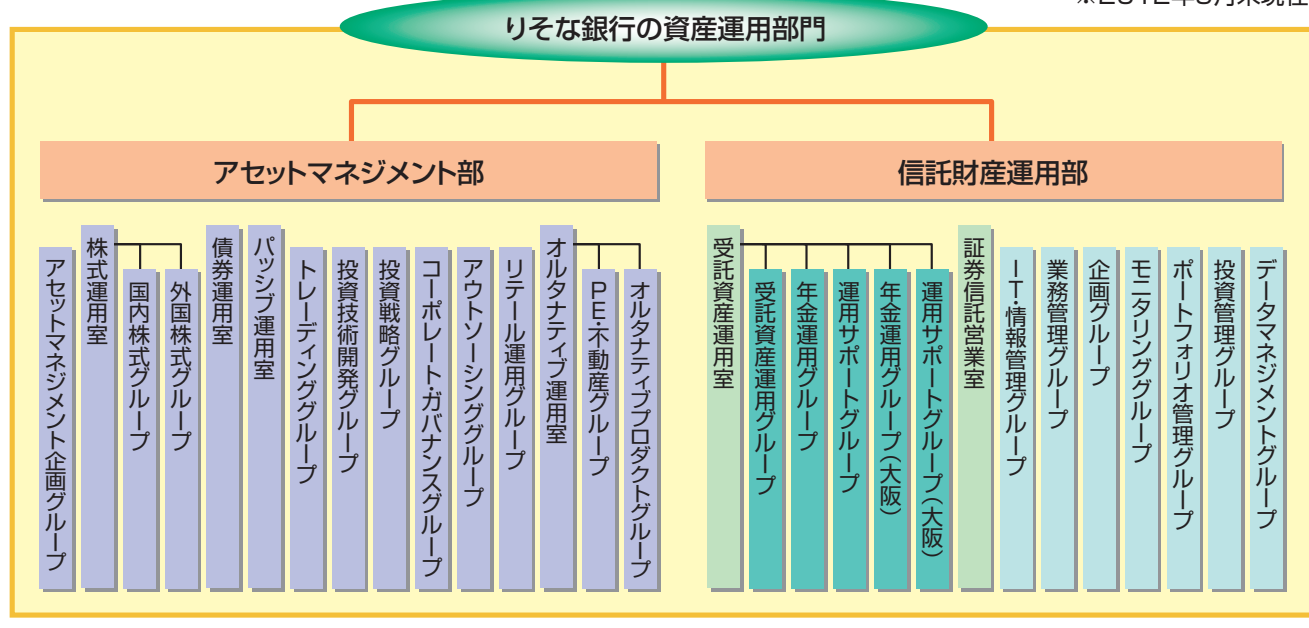 りそな銀行の資産運用部門
アセットマネジメント部
信託財産運用部
アセットマネジメント企画グループ
株式運用室
国内株式グループ
外国株式グループ
債券運用室
パッシブ運用室
トレーディンググループ
投資技術開発グループ
投資戦略グループ
コーポレート・ガバナンスグループ
アウトソーシンググループ
リテール運用グループ
オルタナティブ運用室
PE・不動産グループ
オルタナティブプロダクトグループ
受託資産運用室
受託資産運用グループ
年金運用グループ
運用サポートグループ
年金運用グループ（大阪）
運用サポートグループ（大阪）
証券信託営業室
IT・情報管理グループ
業務管理グループ
企画グループ
モニタリンググループ
ポートフォリオ管理グループ
投資管理グループ
データマネジメントグループ